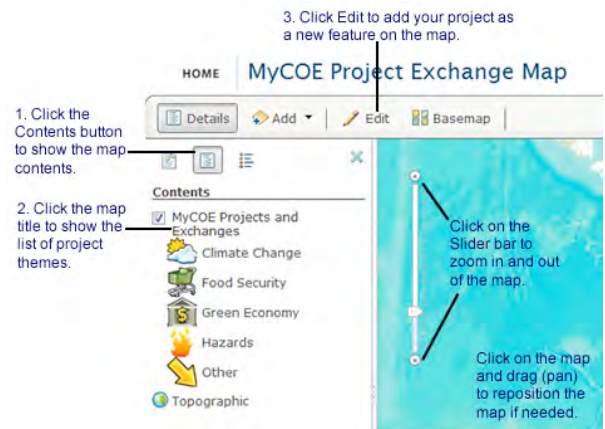 3. Click Edit to add your project as
a new feature on the map.
HOME
MyCOE Project Exchange Map
1. Click the
Contents button
to show the map
contents.
Details
Add
Edit
Basemap
Contents
2. Click the map
title to show the
list of project
themes.
MyCOE Projects and
Exchanges
Climate Change
Food Security
Green Economy
Hazards
Other
Topographic
Click on the
Slider bar to
zoom in and out
of the map.
Click on the map
and drag (pan)
to reposition the
map if needed.